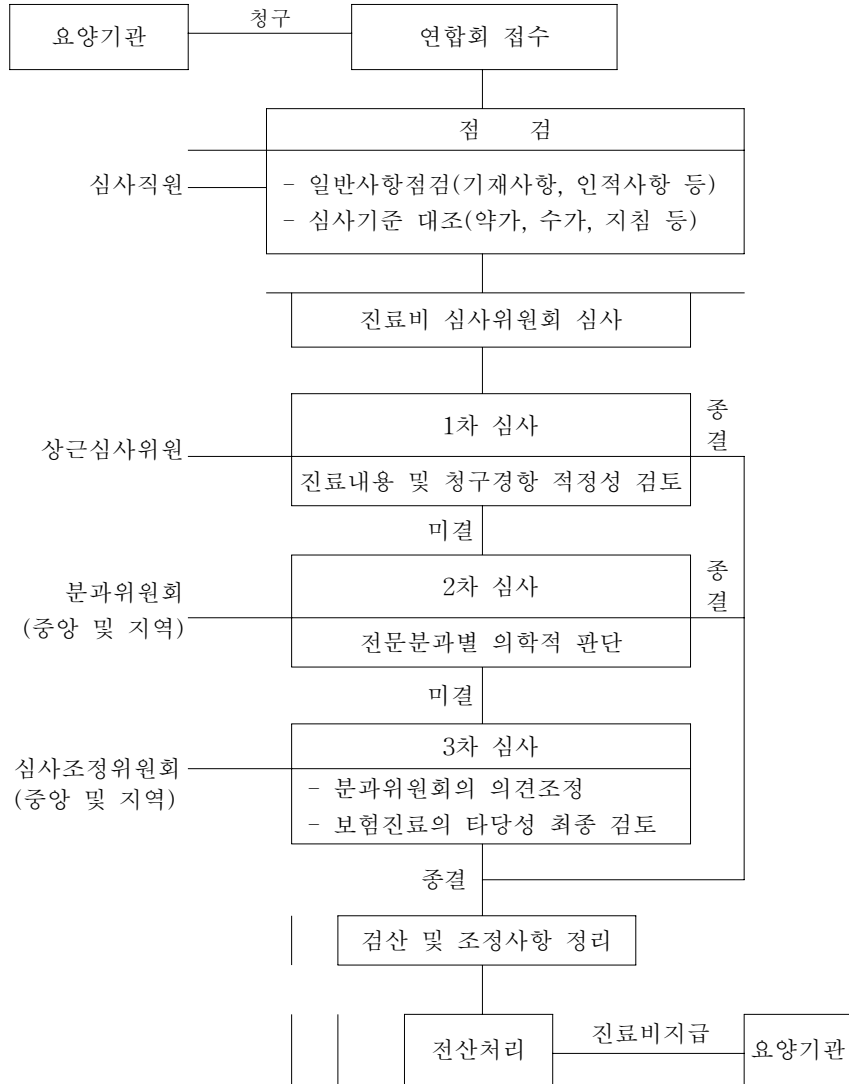 요양기관
청구
연합회 접수
점 검
심사직원
- 일반사항점검(기재사항, 인적사항 등)
- 심사기준 대조(약가, 수가, 지침 등)
진료비 심사위원회 심사
1차 심사
종결
상근심사위원
진료내용 및 청구경향 적정성 검토
미결
분과위원회
(중앙 및 지역)
2차 심사
종결
전문분과별 의학적 판단
미결
심사조정위원회
(중앙 및 지역)
3차 심사
- 분과위원회의 의견조정
- 보험진료의 타당성 최종 검토
종결
검산 및 조정사항 정리
전산처리
진료비지급
요양기관